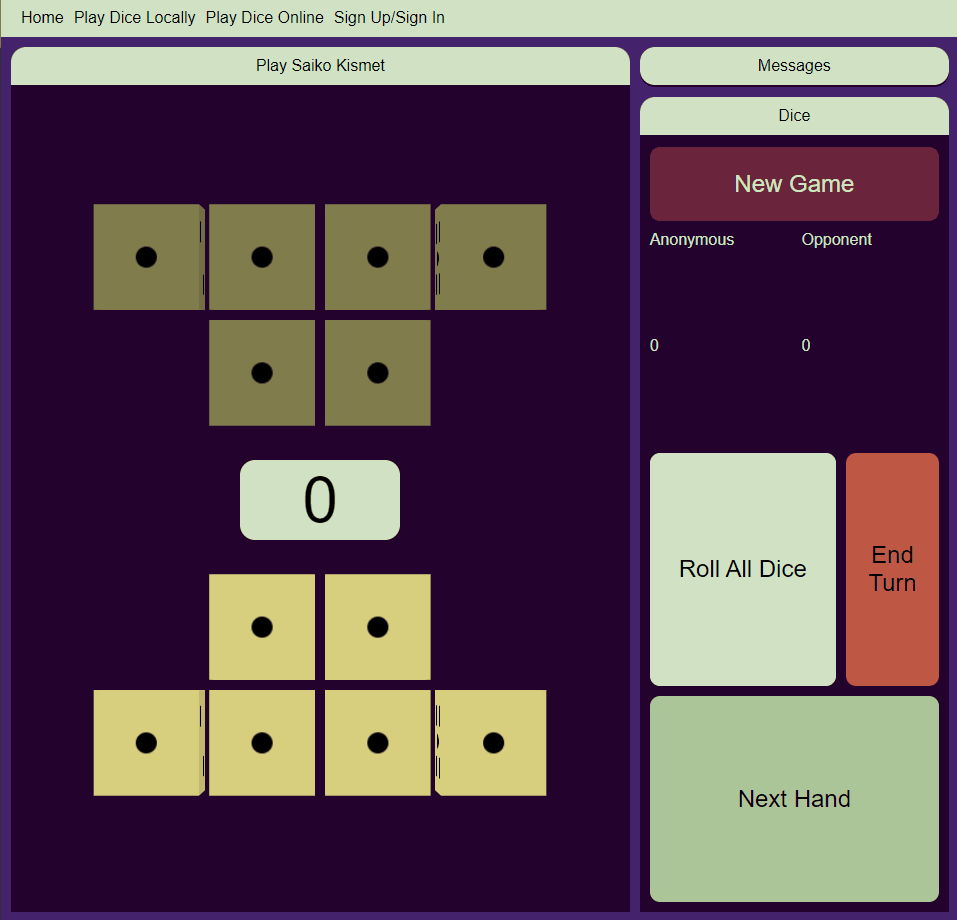 Home Play Dice Locally Play Dice Online Sign Up/Sign In
Play Saiko Kismet
Messages
Dice
New Game
Anonymous Opponent
0 0
0
Roll All Dice
End
Turn
Next Hand